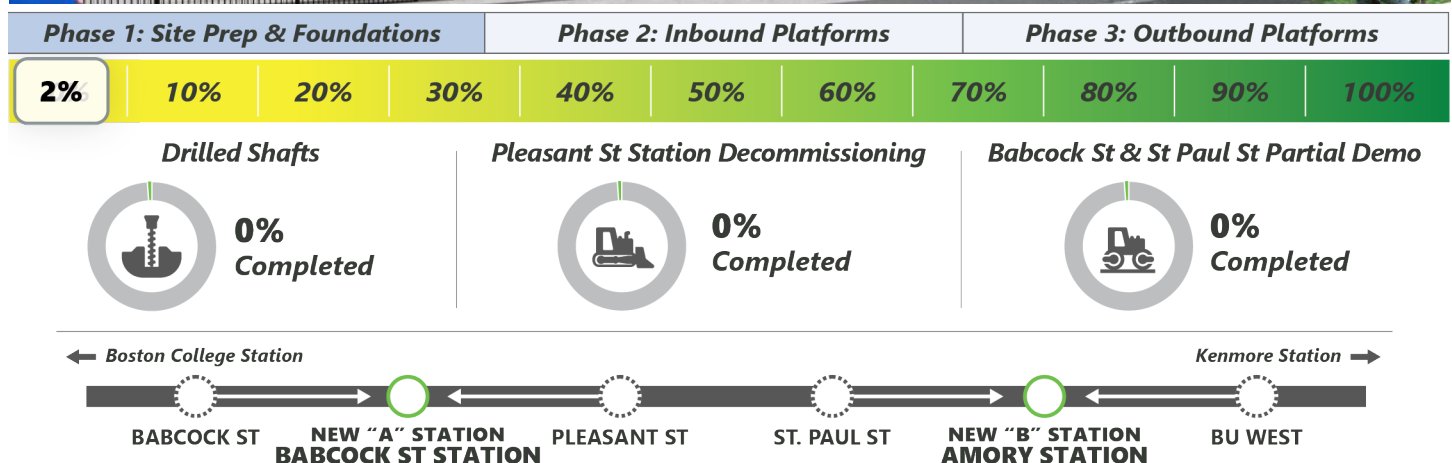 Phase 1: Site Prep & Foundations
Phase 2: Inbound Platforms
Phase 3: Outbound Platforms
2% 10% 20% 30% 40% 50% 60% 70% 80% 90% 100%
Drilled Shafts
0%
Completed
Pleasant St Station Decommissioning
0%
Completed
Babcock St & St Paul St Partial Demo
0%
Completed
Boston College Station
Kenmore Station
BABCOCK ST
NEW "A" STATION
BABCOCK ST STATION
PLEASANT ST
ST. PAUL ST
NEW "B" STATION
AMORY STATION
BU WEST